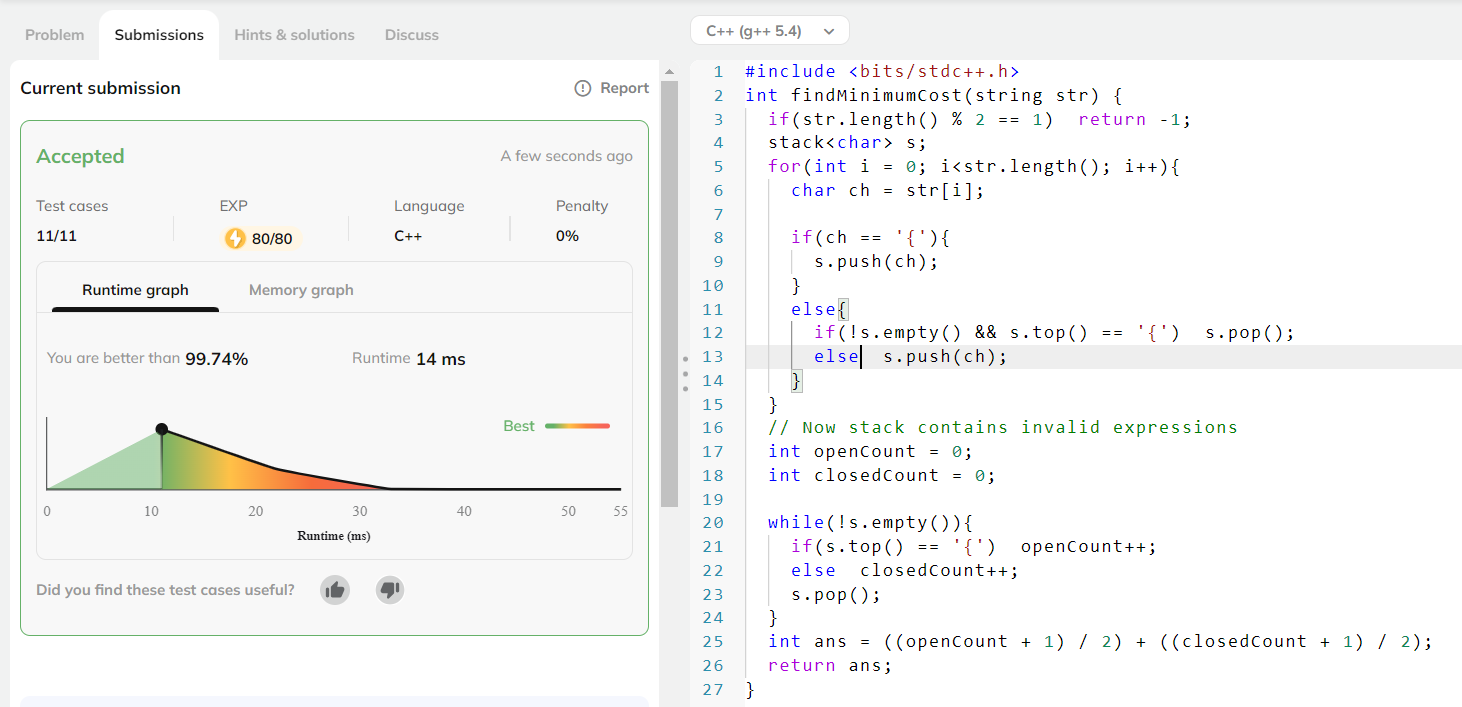 Problem
Submissions
Hints & solutions
Discuss
Current submission
Report
Accepted
A few seconds ago
Test cases
EXP
Language
Penalty
11/11
80/80
C++
0%
Runtime graph
Memory graph
You are better than 99.74%
Runtime 14 ms
Best
0 10 20 30 40 50 55
Runtime (ms)
Did you find these test cases useful?
C++ (g++ 5.4)
1 #include <bits/stdc++.h>
2 int findMinimumCost(string str) {
3   if(str.length() % 2 == 1)  return -1;
4   stack<char> s;
5   for(int i = 0; i<str.length(); i++){
6     char ch = str[i];
7
8     if(ch == '{'){
9       s.push(ch);
10     }
11     else{
12       if(!s.empty() && s.top() == '{')  s.pop();
13       else  s.push(ch);
14     }
15   }
16   // Now stack contains invalid expressions
17   int openCount = 0;
18   int closedCount = 0;
19
20   while(!s.empty()){
21     if(s.top() == '{')  openCount++;
22     else  closedCount++;
23     s.pop();
24   }
25   int ans = ((openCount + 1) / 2) + ((closedCount + 1) / 2);
26   return ans;
27 }